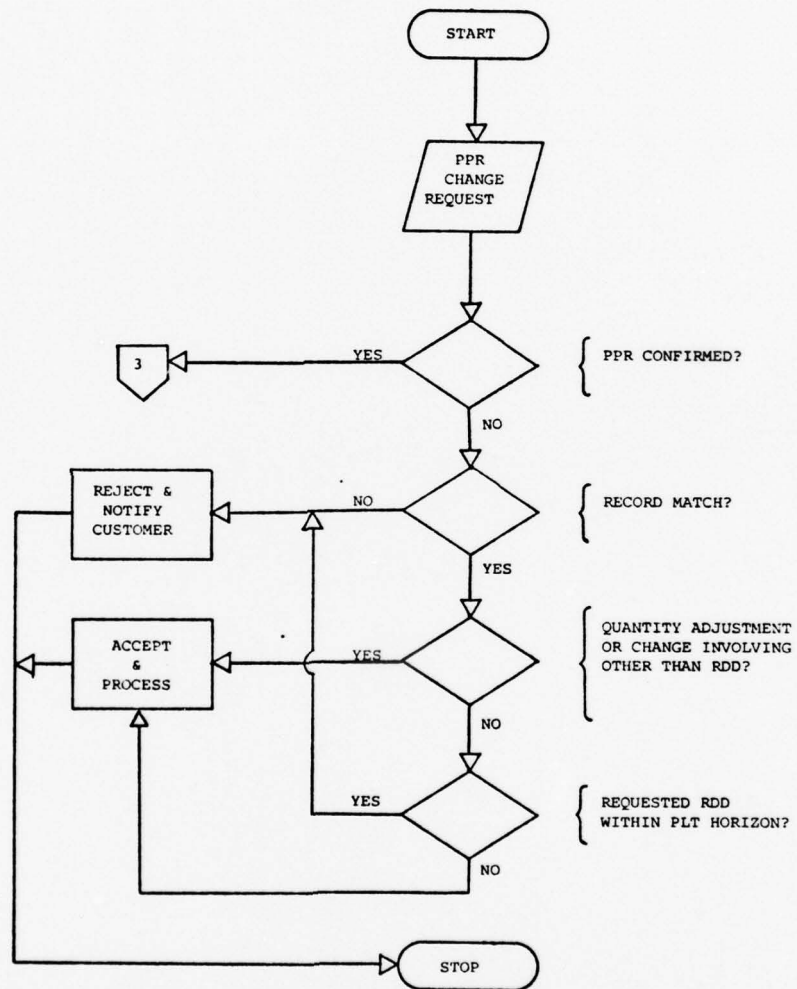 START
PPR
CHANGE
REQUEST
3
YES
PPR CONFIRMED?
NO
REJECT &
NOTIFY
CUSTOMER
NO
RECORD MATCH?
YES
ACCEPT
&
PROCESS
YES
QUANTITY ADJUSTMENT
OR CHANGE INVOLVING
OTHER THAN RDD?
NO
YES
REQUESTED RDD
WITHIN PLT HORIZON?
NO
STOP